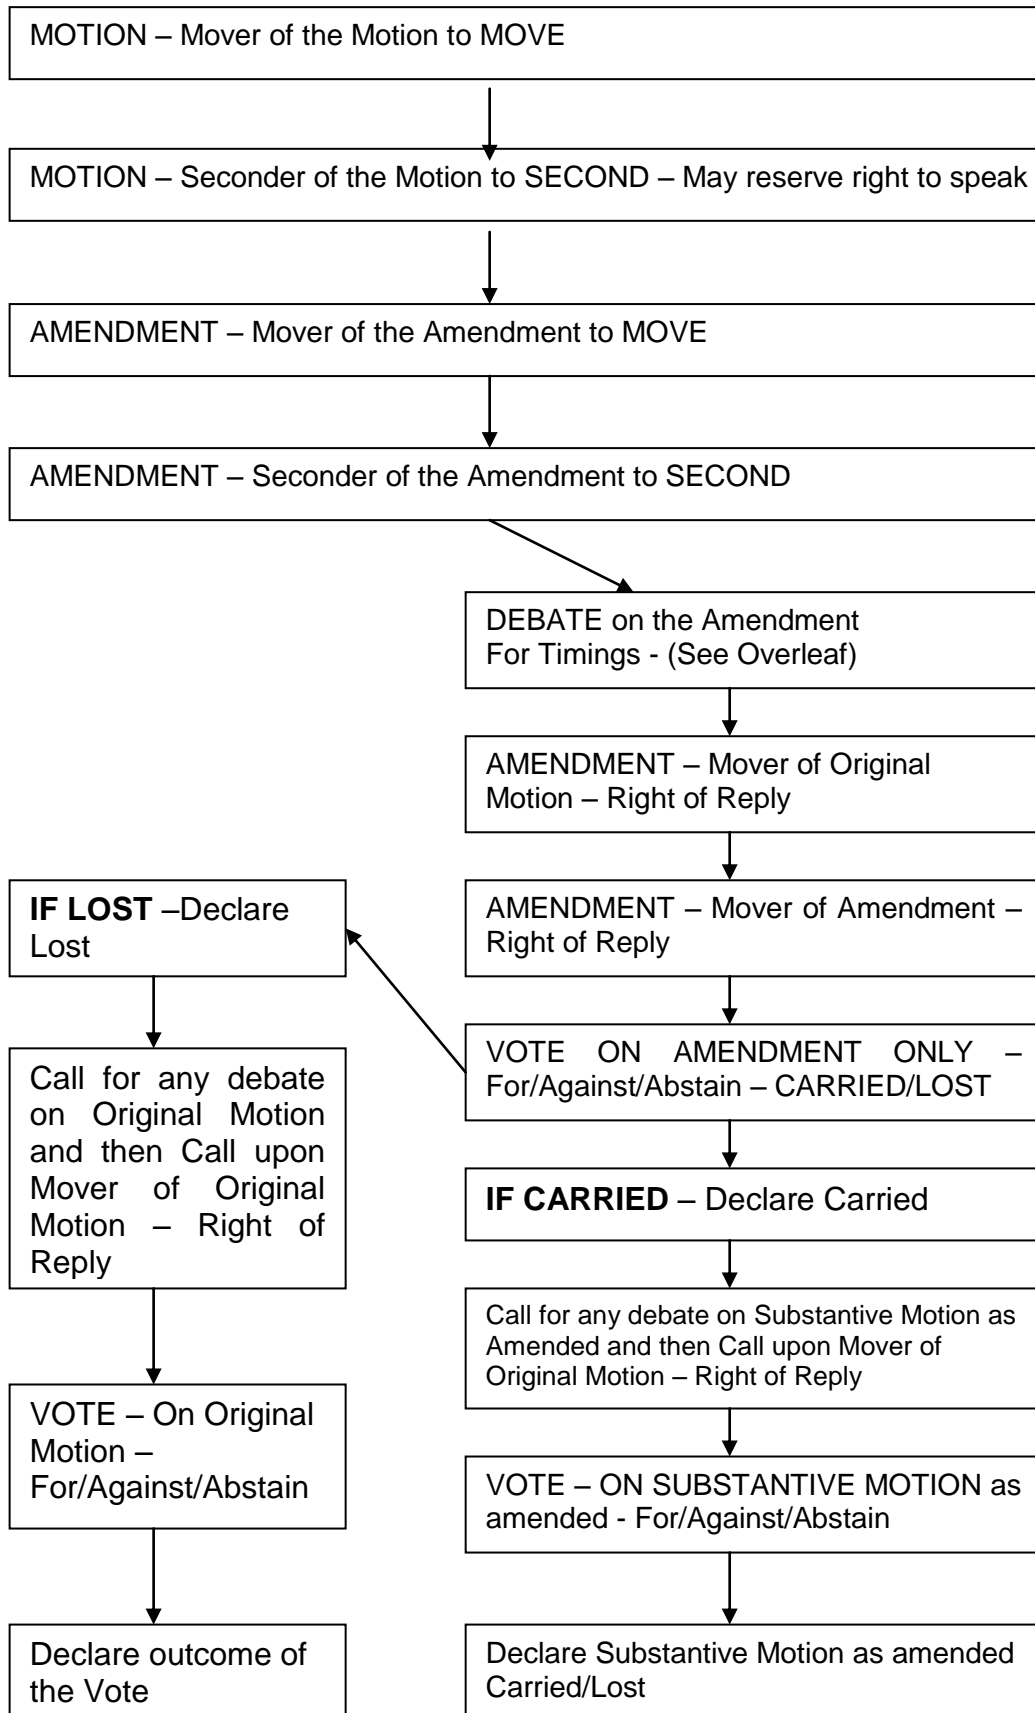 MOTION – Mover of the Motion to MOVE
MOTION – Seconder of the Motion to SECOND – May reserve right to speak
AMENDMENT – Mover of the Amendment to MOVE
AMENDMENT – Seconder of the Amendment to SECOND
DEBATE on the Amendment
For Timings - (See Overleaf)
AMENDMENT – Mover of Original
Motion – Right of Reply
AMENDMENT – Mover of Amendment –
Right of Reply
VOTE ON AMENDMENT ONLY –
For/Against/Abstain – CARRIED/LOST
IF LOST –Declare
Lost
Call for any debate
on Original Motion
and then Call upon
Mover of Original
Motion – Right of
Reply
VOTE – On Original
Motion –
For/Against/Abstain
Declare outcome of
the Vote
IF CARRIED – Declare Carried
Call for any debate on Substantive Motion as
Amended and then Call upon Mover of
Original Motion – Right of Reply
VOTE – ON SUBSTANTIVE MOTION as
amended - For/Against/Abstain
Declare Substantive Motion as amended
Carried/Lost